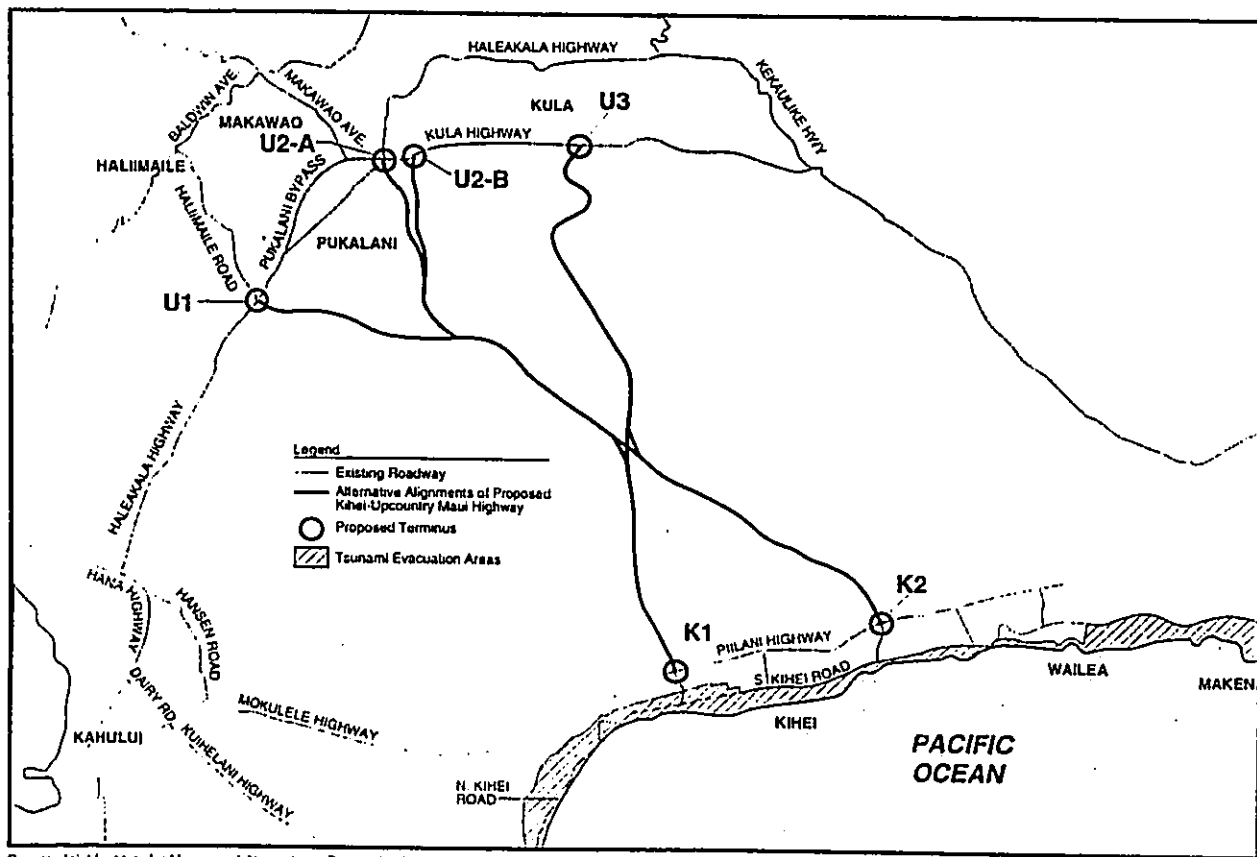 HALEAKALA HIGHWAY
KEKAULIKE HWY
BALDWIN AVE.
MAKAWAO AVE.
MAKAWAO
KULA
U3
U2-A
KULA HIGHWAY
HALIIMAILE
U2-B
PUKALANI BYPASS
HALIIMAILE ROAD
PUKALANI
U1
HALEAKALA HIGHWAY
Legend
Existing Roadway
Alternative Alignments of Proposed
Kihei-Upcountry Maui Highway
Proposed Terminus
Tsunami Evacuation Areas
HANA HIGHWAY
HANSEN ROAD
K2
K1
PIILANI HIGHWAY
S KIHEI ROAD
WAILEA
MAKENA
DAIRY RD.
KIHEI
MOKULELE HIGHWAY
KAHULUI
KUIHELANI HIGHWAY
PACIFIC
OCEAN
N. KIHEI
ROAD